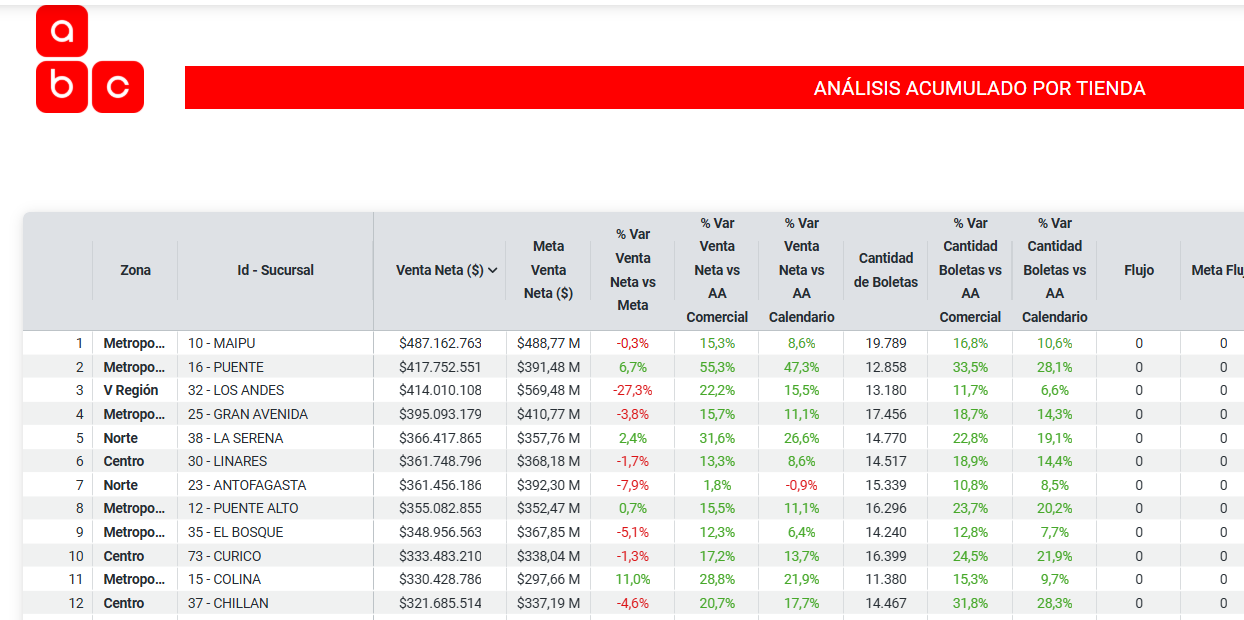 a
b c
ANÁLISIS ACUMULADO POR TIENDA
Zona Id - Sucursal Venta Neta ($) Meta Venta Neta ($) % Var Venta Neta vs Meta % Var Venta Neta vs AA Comercial % Var Venta Neta vs AA Calendario Cantidad de Boletas % Var Cantidad Boletas vs AA Comercial % Var Cantidad Boletas vs AA Calendario Flujo Meta
1 Metropo... 10 - MAIPU $487.162.763 $488,77 M -0,3% 15,3% 8,6% 19.789 16,8% 10,6% 0 0
2 Metropo... 16 - PUENTE $417.752.551 $391,48 M 6,7% 55,3% 47,3% 12.858 33,5% 28,1% 0 0
3 V Región 32 - LOS ANDES $414.010.108 $569,48 M -27,3% 22,2% 15,5% 13.180 11,7% 6,6% 0 0
4 Metropo... 25 - GRAN AVENIDA $395.093.179 $410,77 M -3,8% 15,7% 11,1% 17.456 18,7% 14,3% 0 0
5 Norte 38 - LA SERENA $366.417.865 $357,76 M 2,4% 31,6% 26,6% 14.770 22,8% 19,1% 0 0
6 Centro 30 - LINARES $361.748.796 $368,18 M -1,7% 13,3% 8,6% 14.517 18,9% 14,4% 0 0
7 Norte 23 - ANTOFAGASTA $361.456.186 $392,30 M -7,9% 1,8% -0,9% 15.339 10,8% 8,5% 0 0
8 Metropo... 12 - PUENTE ALTO $355.082.855 $352,47 M 0,7% 15,5% 11,1% 16.296 23,7% 20,2% 0 0
9 Metropo... 35 - EL BOSQUE $348.956.563 $367,85 M -5,1% 12,3% 6,4% 14.240 12,8% 7,7% 0 0
10 Centro 73 - CURICO $333.483.210 $338,04 M -1,3% 17,2% 13,7% 16.399 24,5% 21,9% 0 0
11 Metropo... 15 - COLINA $330.428.786 $297,66 M 11,0% 28,8% 21,9% 11.380 15,3% 9,7% 0 0
12 Centro 37 - CHILLAN $321.685.514 $337,19 M -4,6% 20,7% 17,7% 14.467 31,8% 28,3% 0 0